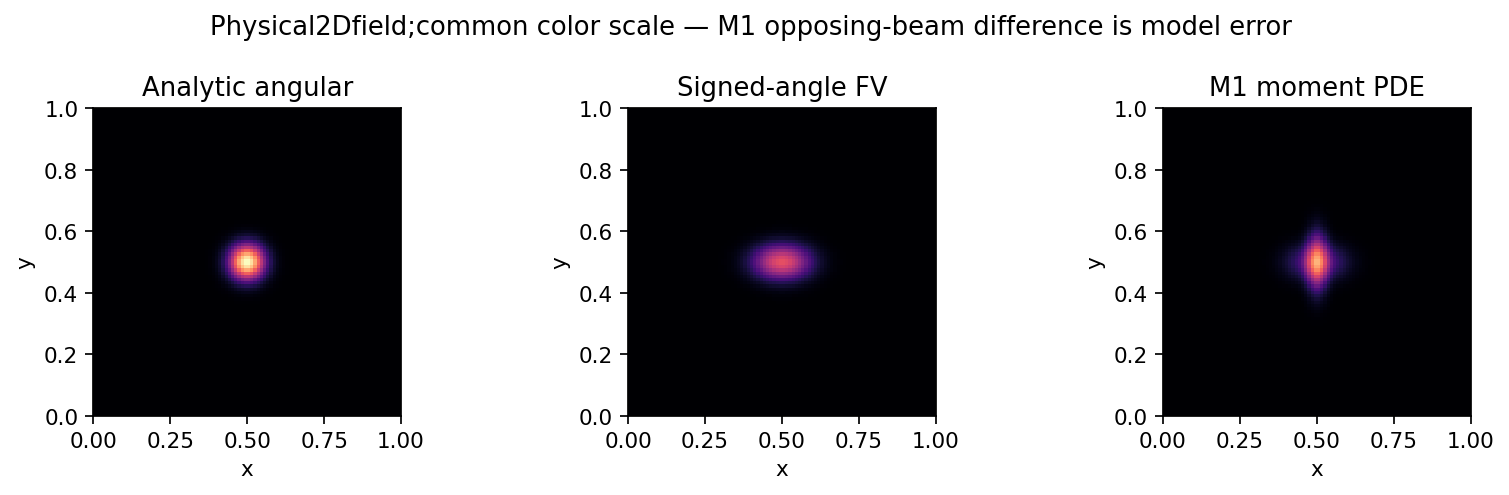 Physical2Dfield;common color scale — M1 opposing-beam difference is model error
Analytic angular
Signed-angle FV
M1 moment PDE
1.0
0.8
0.6
0.4
0.2
0.0
y
0.00 0.25 0.50 0.75 1.00
x
1.0
0.8
0.6
0.4
0.2
0.0
y
0.00 0.25 0.50 0.75 1.00
x
1.0
0.8
0.6
0.4
0.2
0.0
y
0.00 0.25 0.50 0.75 1.00
x